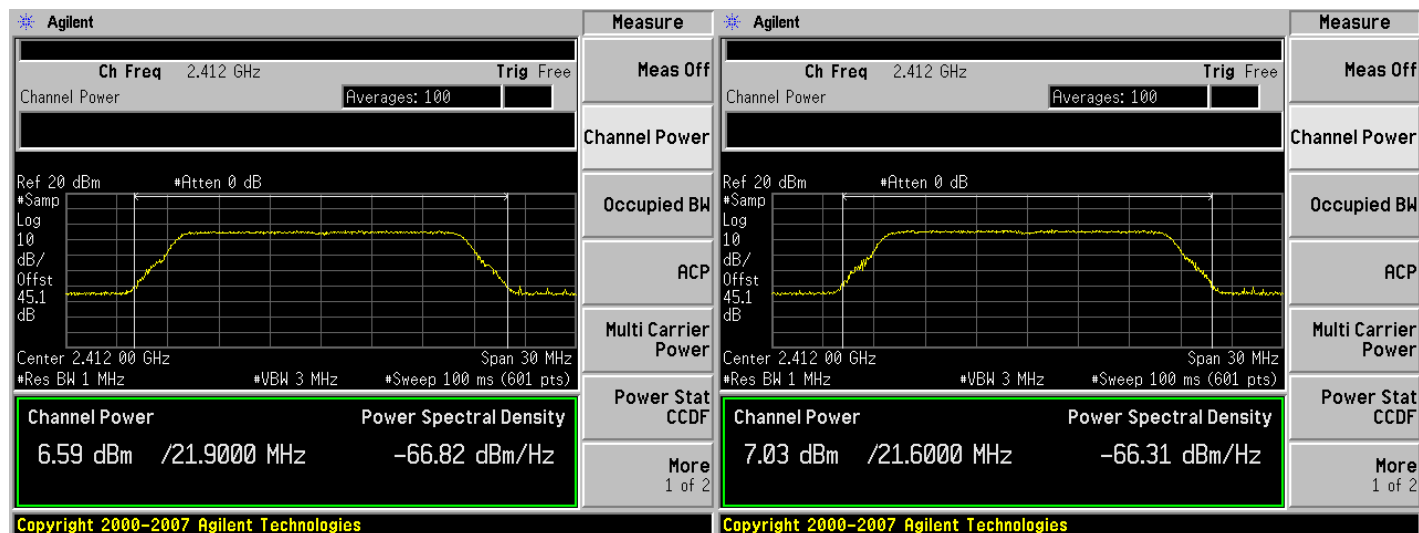 Agilent
Measure
Ch Freq 2.412 GHz Trig Free
Meas Off
Channel Power Averages: 100
Channel Power
Ref 20 dBm #Atten 0 dB
#Samp
Log
10
dB/
Offst
45.1
dB
Occupied BW
ACP
Multi Carrier
Power
Center 2.412 00 GHz Span 30 MHz
#Res BW 1 MHz #VBW 3 MHz #Sweep 100 ms (601 pts)
Power Stat
CCDF
Channel Power Power Spectral Density
6.59 dBm /21.9000 MHz -66.82 dBm/Hz
More
1 of 2
Copyright 2000-2007 Agilent Technologies
Agilent
Measure
Ch Freq 2.412 GHz Trig Free
Meas Off
Channel Power Averages: 100
Channel Power
Ref 20 dBm #Atten 0 dB
#Samp
Log
10
dB/
Offst
45.1
dB
Occupied BW
ACP
Multi Carrier
Power
Center 2.412 00 GHz Span 30 MHz
#Res BW 1 MHz #VBW 3 MHz #Sweep 100 ms (601 pts)
Power Stat
CCDF
Channel Power Power Spectral Density
7.03 dBm /21.6000 MHz -66.31 dBm/Hz
More
1 of 2
Copyright 2000-2007 Agilent Technologies